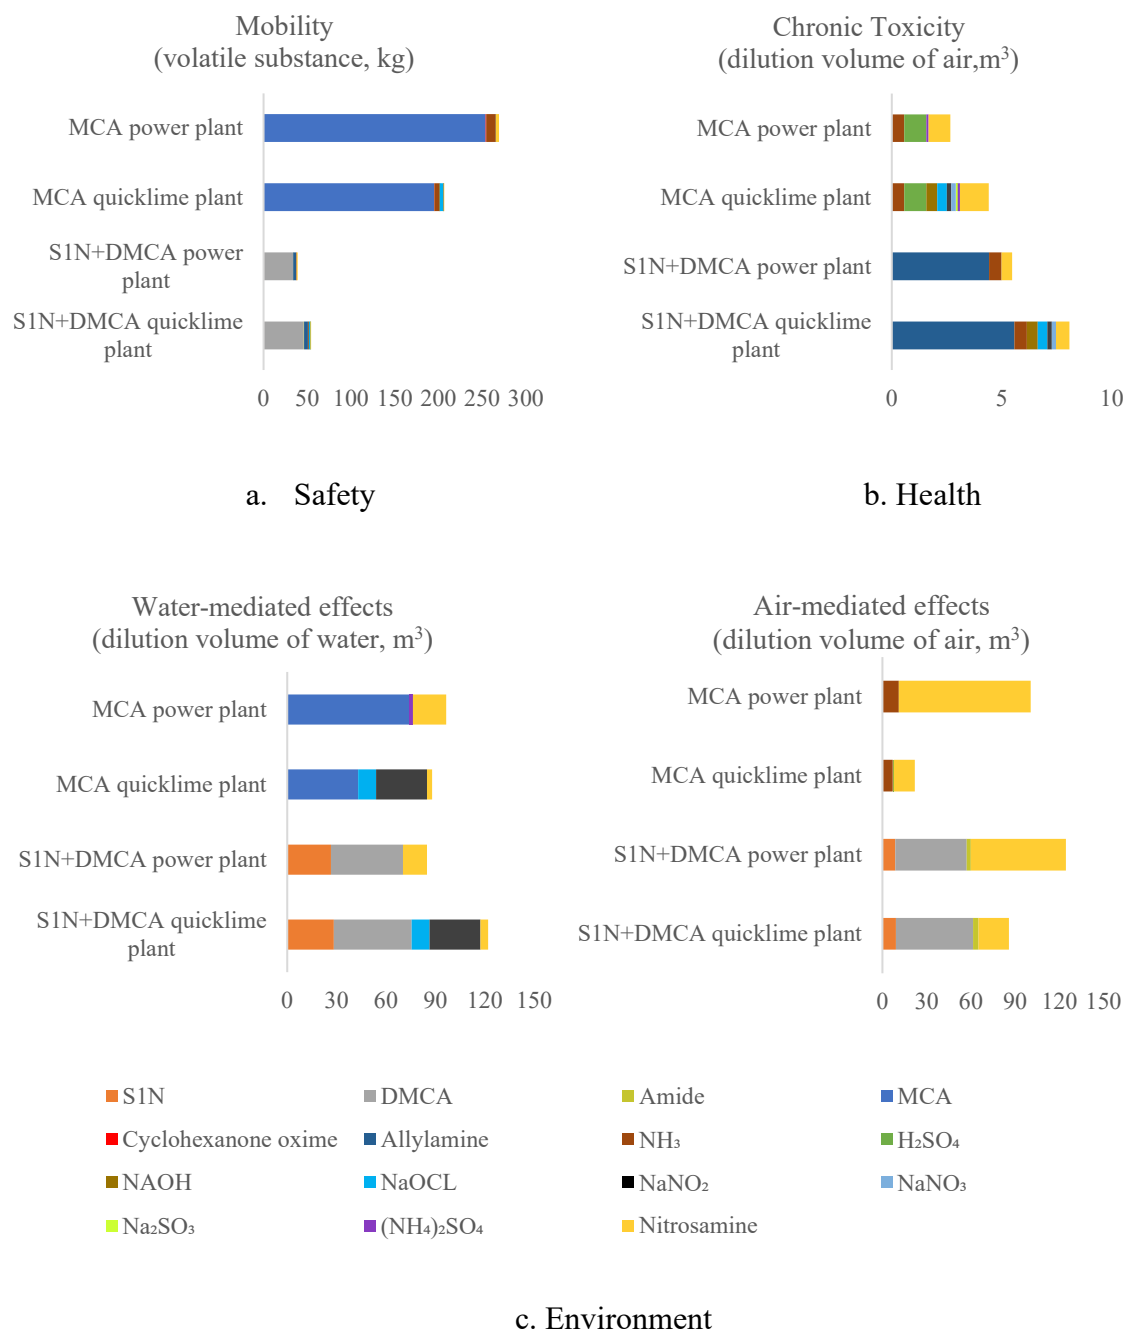 Mobility
(volatile substance, kg)
MCA power plant
MCA quicklime plant
S1N+DMCA power
plant
S1N+DMCA quicklime
plant
0 50 100 150 200 250 300
a. Safety
Chronic Toxicity
(dilution volume of air,m³)
MCA power plant
MCA quicklime plant
S1N+DMCA power plant
S1N+DMCA quicklime
plant
0 5 10
b. Health
Water-mediated effects
(dilution volume of water, m³)
MCA power plant
MCA quicklime plant
S1N+DMCA power plant
S1N+DMCA quicklime
plant
0 30 60 90 120 150
Air-mediated effects
(dilution volume of air, m³)
MCA power plant
MCA quicklime plant
S1N+DMCA power plant
S1N+DMCA quicklime plant
0 30 60 90 120 150
S1N DMCA Amide MCA
Cyclohexanone oxime Allylamine NH₃ H₂SO₄
NAOH NaOCL NaNO₂ NaNO₃
Na₂SO₃ (NH₄)₂SO₄ Nitrosamine
c. Environment